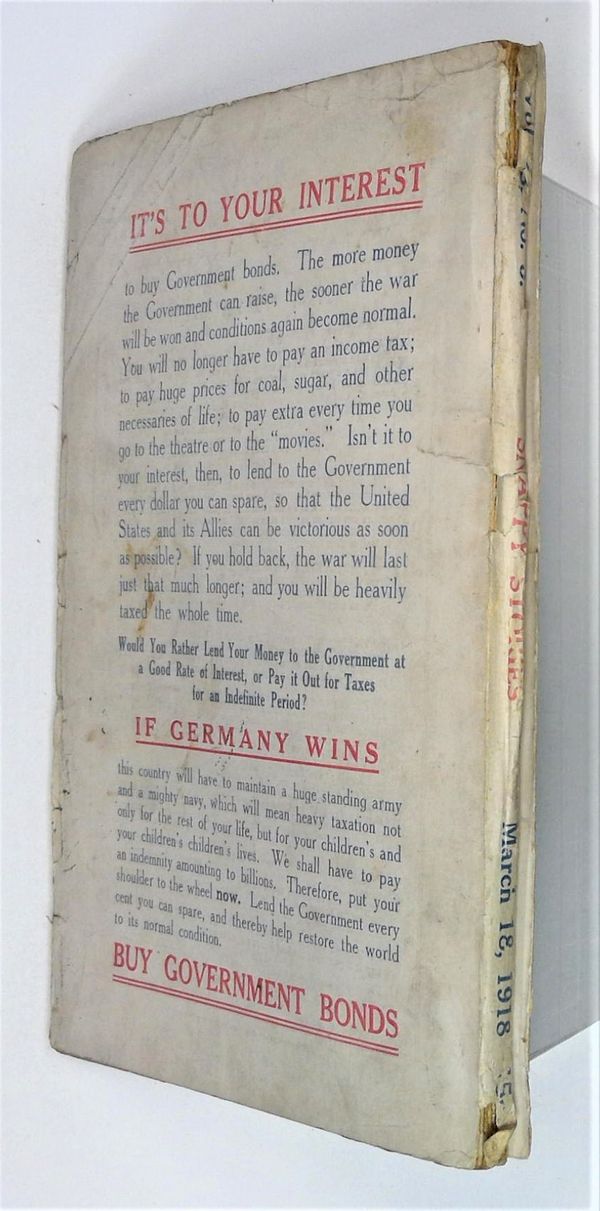 IT'S TO YOUR INTEREST
to buy Government bonds. The more money
the Government can raise, the sooner the war
will be won and conditions again become normal.
You will no longer have to pay an income tax;
to pay huge prices for coal, sugar, and other
necessaries of life; to pay extra every time you
go to the theatre or to the "movies." Isn't it to
your interest, then, to lend to the Government
every dollar you can spare, so that the United
States and its Allies can be victorious as soon
as possible? If you hold back, the war will last
just that much longer; and you will be heavily
taxed the whole time.
Would You Rather Lend Your Money to the Government at
a Good Rate of Interest, or Pay it Out for Taxes
for an Indefinite Period?
IF GERMANY WINS
this country will have to maintain a huge standing army
and a mighty navy, which will mean heavy taxation not
only for the rest of your life, but for your children's and
your children's children's lives. We shall have to pay
an indemnity amounting to billions. Therefore, put your
shoulder to the wheel now. Lend the Government every
cent you can spare, and thereby help restore the world
to its normal condition.
BUY GOVERNMENT BONDS
SNAPPY STORIES
March 18, 1918